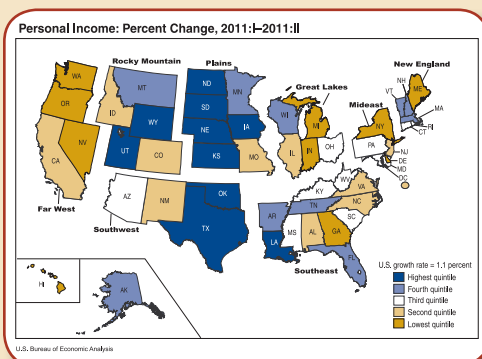 Personal Income: Percent Change, 2011:I–2011:II
Rocky Mountain
Plains
New England
Great Lakes
Mideast
Far West
Southwest
Southeast
WA
OR
NV
CA
ID
MT
WY
UT
CO
AZ
NM
ND
SD
NE
KS
OK
TX
MN
IA
MO
AR
LA
WI
IL
MI
IN
OH
KY
TN
MS
AL
GA
FL
SC
NC
VA
WV
PA
NY
VT
NH
ME
MA
RI
CT
NJ
DE
MD
DC
HI
AK
U.S. growth rate = 1.1 percent
Highest quintile
Fourth quintile
Third quintile
Second quintile
Lowest quintile
U.S. Bureau of Economic Analysis